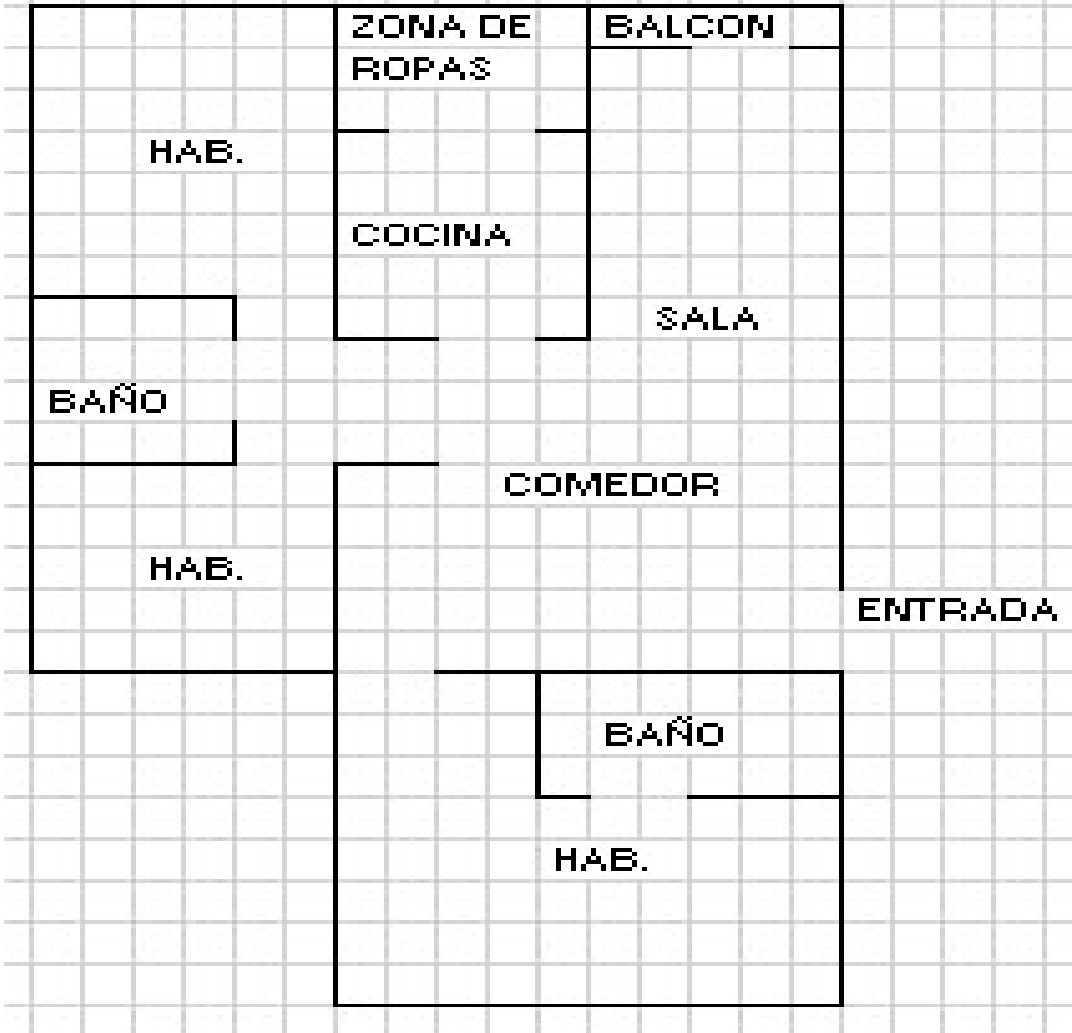 ZONA DE
ROPAS
BALCON
HAB.
COCINA
SALA
BAÑO
COMEDOR
HAB.
ENTRADA
BAÑO
HAB.